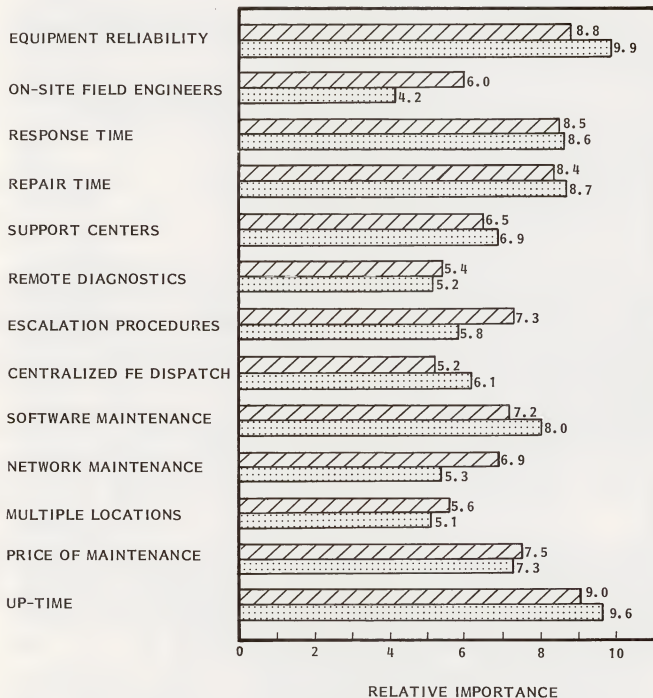 EQUIPMENT RELIABILITY
8.8
9.9
ON-SITE FIELD ENGINEERS
6.0
4.2
RESPONSE TIME
8.5
8.6
REPAIR TIME
8.4
8.7
SUPPORT CENTERS
6.5
6.9
REMOTE DIAGNOSTICS
5.4
5.2
ESCALATION PROCEDURES
7.3
5.8
CENTRALIZED FE DISPATCH
5.2
6.1
SOFTWARE MAINTENANCE
7.2
8.0
NETWORK MAINTENANCE
6.9
5.3
MULTIPLE LOCATIONS
5.6
5.1
PRICE OF MAINTENANCE
7.5
7.3
UP-TIME
9.0
9.6
0 2 4 6 8 10
RELATIVE IMPORTANCE